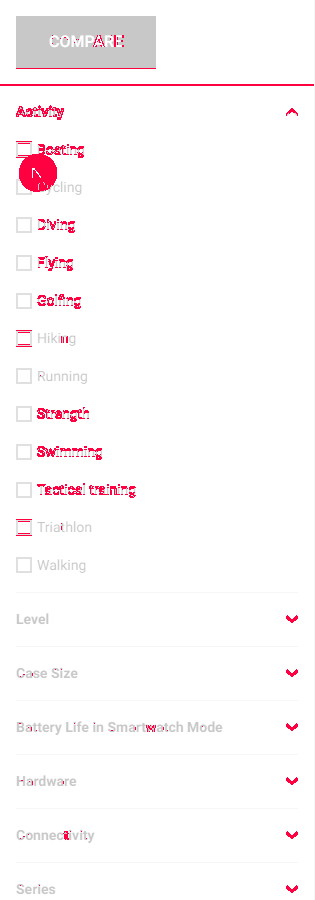 COMPARE
Activity
Boating
Cycling
Diving
Flying
Golfing
Hiking
Running
Strength
Swimming
Tactical training
Triathlon
Walking
Level
Case Size
Battery Life in Smartwatch Mode
Hardware
Connectivity
Series